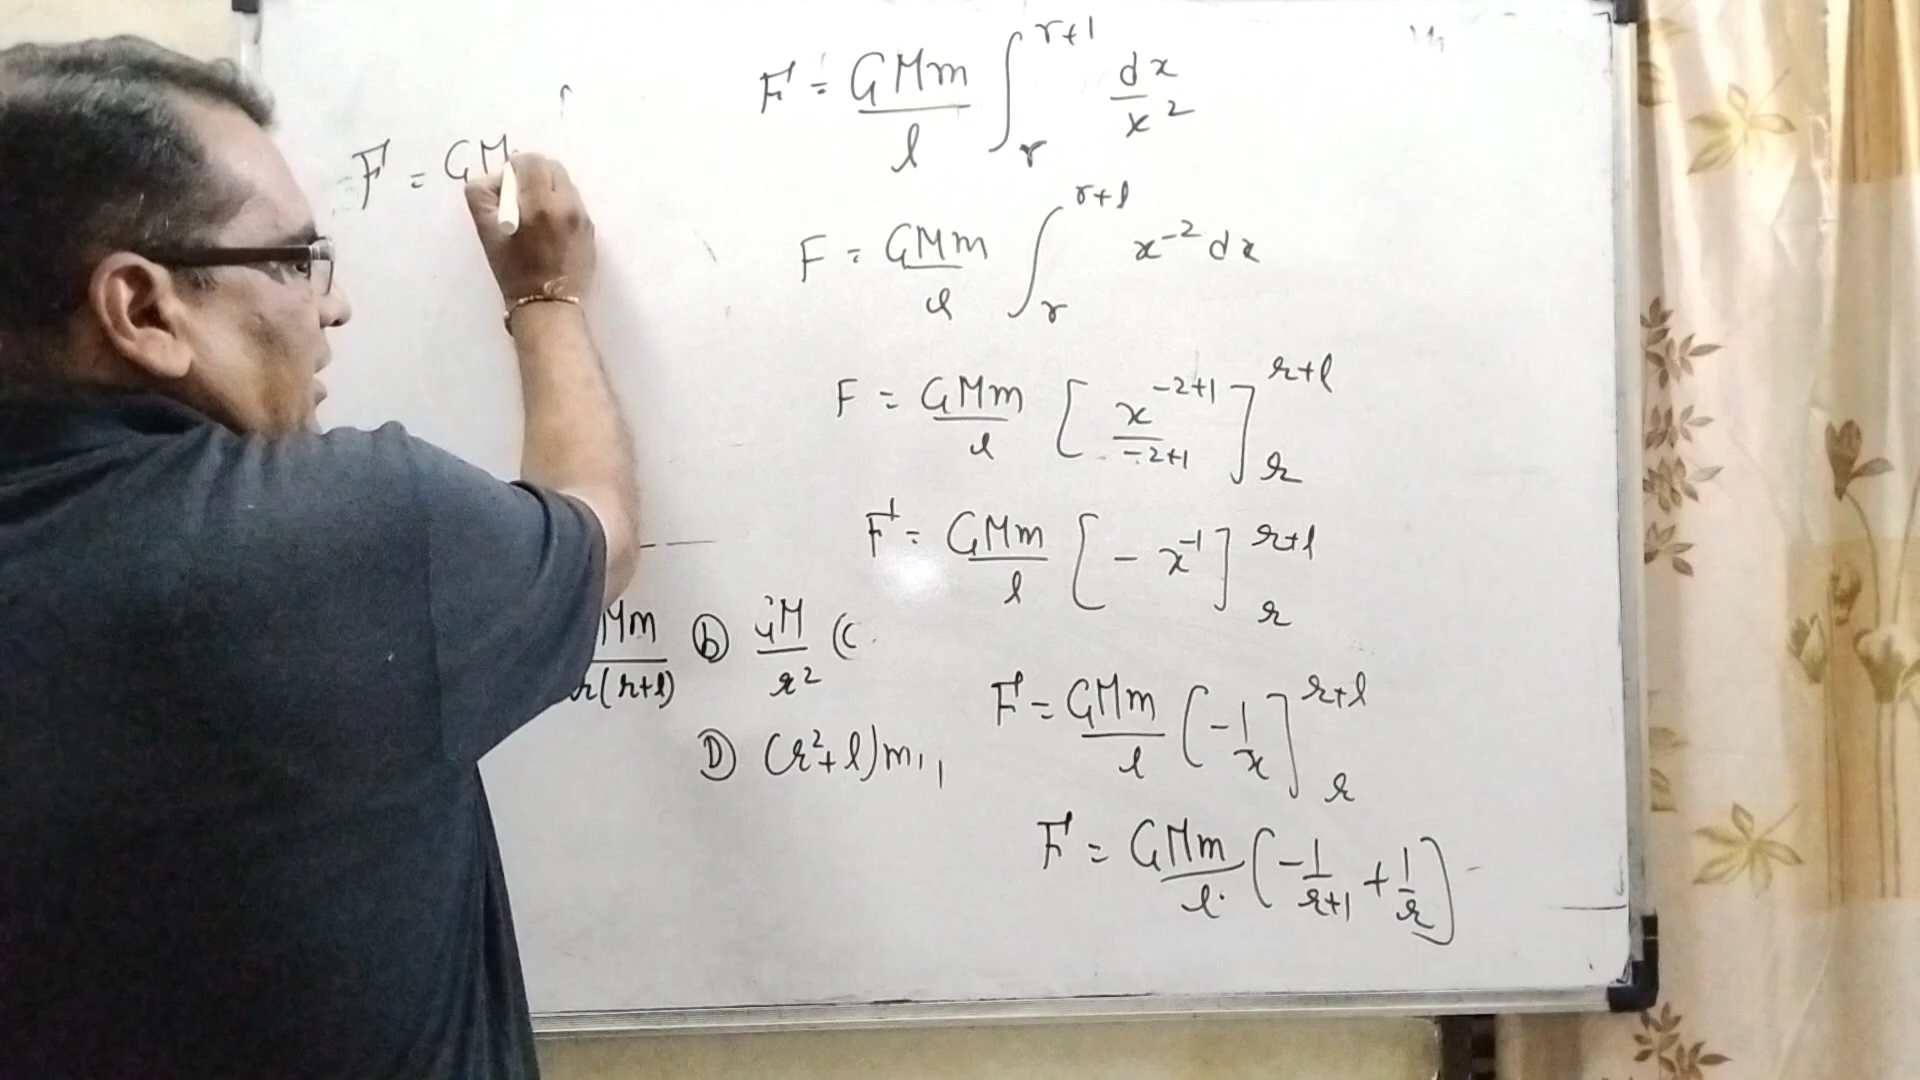 F = GM
F = GMm/l ∫_r^{r+l} dx/x²
F = GMm/l ∫_r^{r+l} x⁻² dx
F = GMm/l [x^{-2+1}/-2+1]_r^{r+l}
F = GMm/l [- x⁻¹]_r^{r+l}
F = GMm/l (-1/x]_r^{r+l}
F = GMm/l. (-1/r+1 + 1/r]
Mm/r(r+l) (b) GM/r² (C
(D) (r²+l)m,,